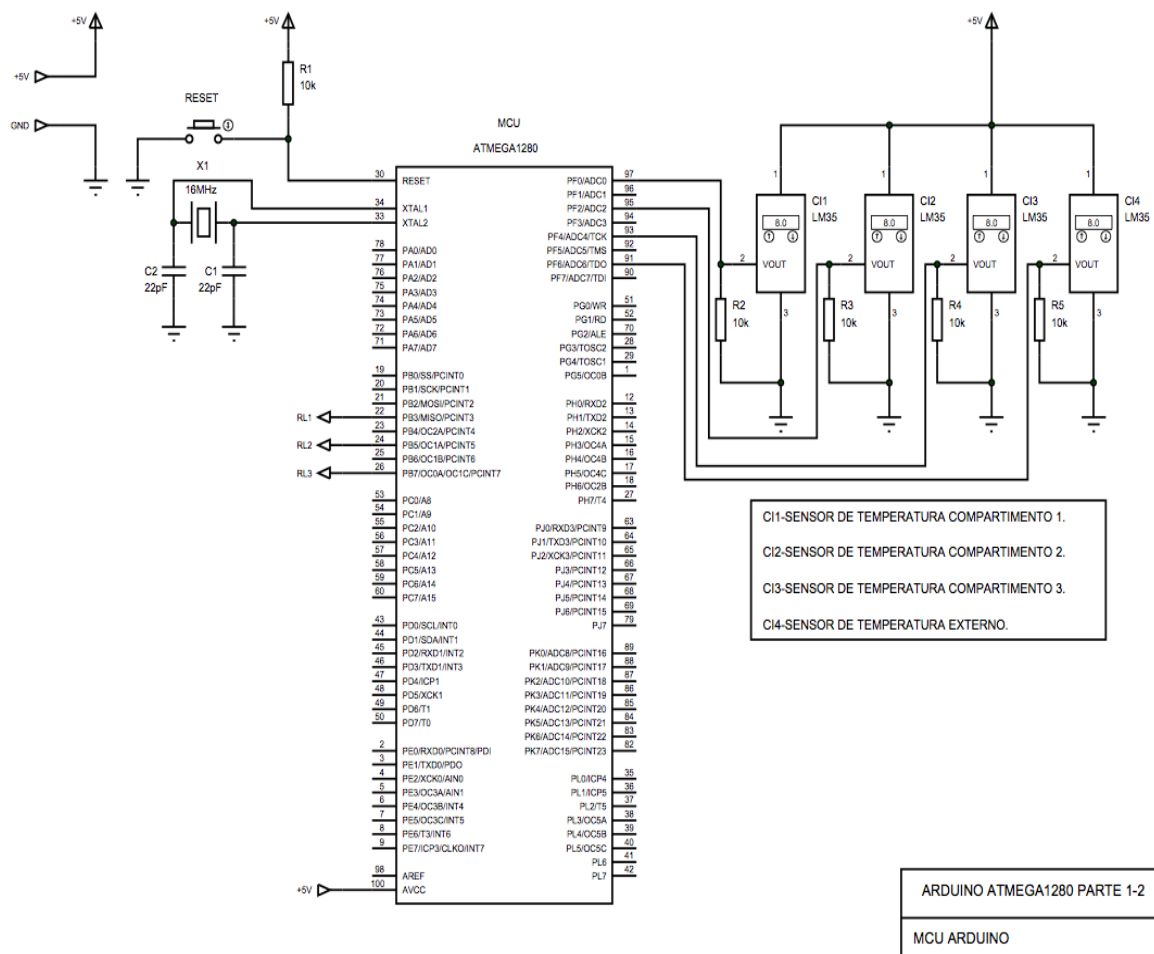 +5V
+5V
+5V
+5V
GND
R1
10k
RESET
X1
16MHz
C2
22pF
C1
22pF
MCU
ATMEGA1280
30 RESET
34 XTAL1
33 XTAL2
78 PA0/AD0
77 PA1/AD1
76 PA2/AD2
75 PA3/AD3
74 PA4/AD4
73 PA5/AD5
72 PA6/AD6
71 PA7/AD7
19 PB0/SS/PCINT0
20 PB1/SCK/PCINT1
21 PB2/MOSI/PCINT2
RL1 22 PB3/MISO/PCINT3
23 PB4/OC2A/PCINT4
RL2 24 PB5/OC1A/PCINT5
25 PB6/OC1B/PCINT6
RL3 26 PB7/OC0A/OC1C/PCINT7
53 PC0/A8
54 PC1/A9
55 PC2/A10
56 PC3/A11
57 PC4/A12
58 PC5/A13
59 PC6/A14
60 PC7/A15
43 PD0/SCL/INT0
44 PD1/SDA/INT1
45 PD2/RXD1/INT2
46 PD3/TXD1/INT3
47 PD4/ICP1
48 PD5/XCK1
49 PD6/T1
50 PD7/T0
2 PE0/RXD0/PCINT8/PDI
3 PE1/TXD0/PDO
4 PE2/XCK0/AIN0
5 PE3/OC3A/AIN1
6 PE4/OC3B/INT4
7 PE5/OC3C/INT5
8 PE6/T3/INT6
9 PE7/ICP3/CLKO/INT7
98 AREF
+5V 100 AVCC
PF0/ADC0 97
PF1/ADC1 96
PF2/ADC2 95
PF3/ADC3 94
PF4/ADC4/TCK 93
PF5/ADC5/TMS 92
PF6/ADC6/TDO 91
PF7/ADC7/TDI 90
PG0/WR 51
PG1/RD 52
PG2/ALE 70
PG3/TOSC2 28
PG4/TOSC1 29
PG5/OC0B 1
PH0/RXD2 12
PH1/TXD2 13
PH2/XCK2 14
PH3/OC4A 15
PH4/OC4B 16
PH5/OC4C 17
PH6/OC2B 18
PH7/T4 27
PJ0/RXD3/PCINT9 63
PJ1/TXD3/PCINT10 64
PJ2/XCK3/PCINT11 65
PJ3/PCINT12 66
PJ4/PCINT13 67
PJ5/PCINT14 68
PJ6/PCINT15 69
PJ7 79
PK0/ADC8/PCINT16 89
PK1/ADC9/PCINT17 88
PK2/ADC10/PCINT18 87
PK3/ADC11/PCINT19 86
PK4/ADC12/PCINT20 85
PK5/ADC13/PCINT21 84
PK6/ADC14/PCINT22 83
PK7/ADC15/PCINT23 82
PL0/ICP4 35
PL1/ICP5 36
PL2/T5 37
PL3/OC5A 38
PL4/OC5B 39
PL5/OC5C 40
PL6 41
PL7 42
1
CI1
LM35
8.0
2
VOUT
3
R2
10k
1
CI2
LM35
8.0
2
VOUT
3
R3
10k
1
CI3
LM35
8.0
2
VOUT
3
R4
10k
1
CI4
LM35
8.0
2
VOUT
3
R5
10k
CI1-SENSOR DE TEMPERATURA COMPARTIMENTO 1.
CI2-SENSOR DE TEMPERATURA COMPARTIMENTO 2.
CI3-SENSOR DE TEMPERATURA COMPARTIMENTO 3.
CI4-SENSOR DE TEMPERATURA EXTERNO.
ARDUINO ATMEGA1280 PARTE 1-2
MCU ARDUINO